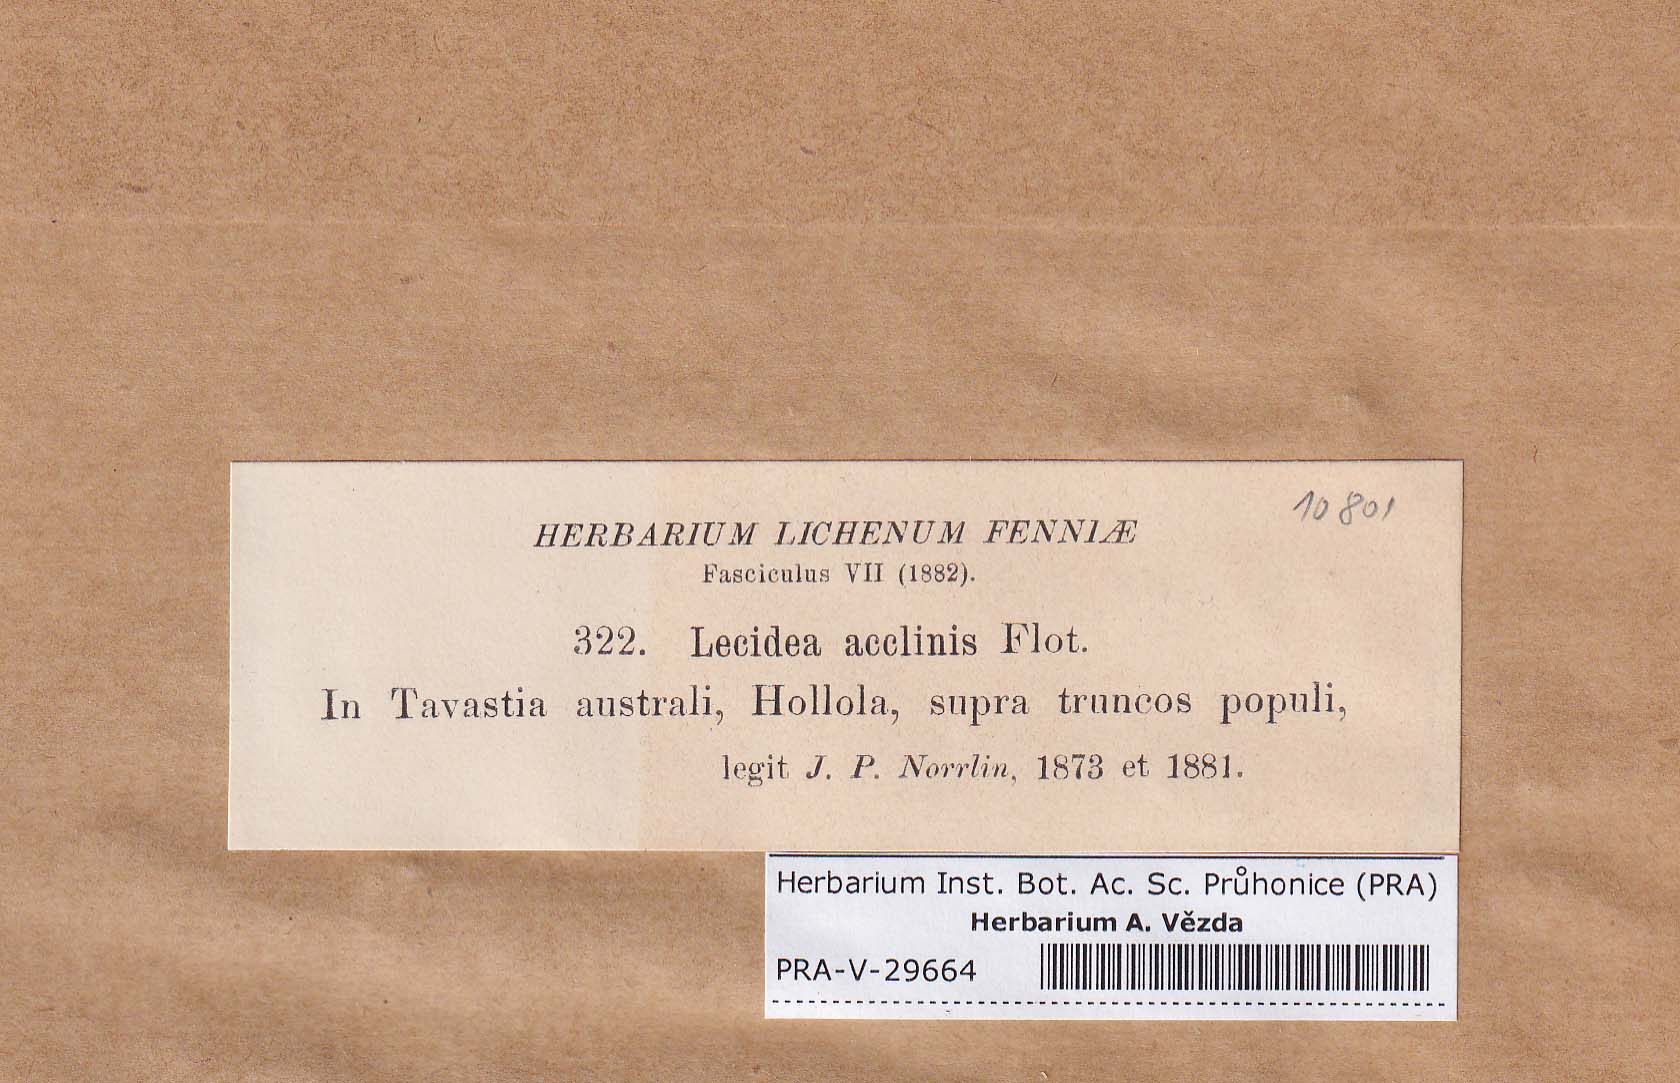 10801
HERBARIUM LICHENUM FENNIÆ
Fasciculus VII (1882).
322. Lecidea acclinis Flot.
In Tavastia australi, Hollola, supra truncos populi,
legit J. P. Norrlin, 1873 et 1881.
Herbarium Inst. Bot. Ac. Sc. Průhonice (PRA)
Herbarium A. Vězda
PRA-V-29664